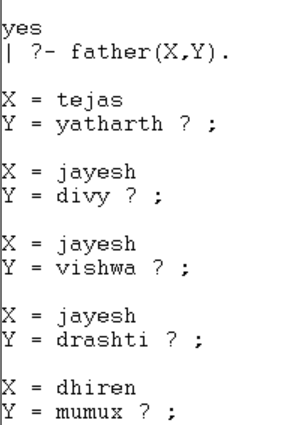 yes
| ?- father(X,Y).
X = tejas
Y = yatharth ? ;
X = jayesh
Y = divy ? ;
X = jayesh
Y = vishwa ? ;
X = jayesh
Y = drashti ? ;
X = dhiren
Y = mumux ? ;